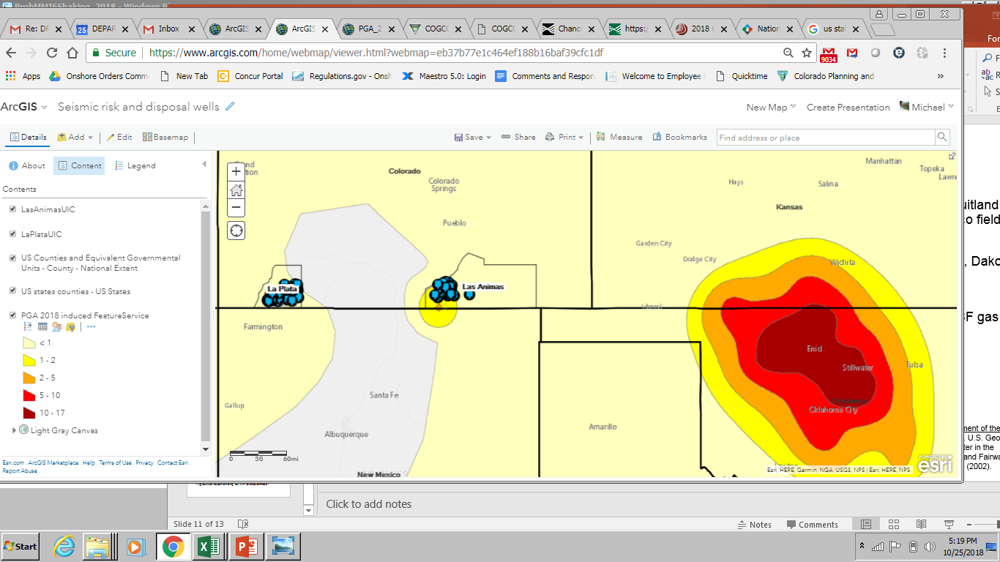 ProbMMI6Shaking_2018 - Windows P
Re: DF
25 DEPAR
Inbox
ArcGIS
ArcGIS
PGA_2
COGCC
COGCC
Chanc
https:/
2018 
Nation
us stat
Secure https://www.arcgis.com/home/webmap/viewer.html?webmap=eb37b77e1c464ef188b16baf39cfc1df
9034
Apps Onshore Orders Comm New Tab Concur Portal Regulations.gov - Onsh Maestro 5.0: Login Comments and Respon Welcome to Employee Quicktime Colorado Planning and »
For
ArcGIS Seismic risk and disposal wells
New Map Create Presentation Michael
Details Add Edit Basemap
Save Share Print Measure Bookmarks Find address or place
About Content Legend
Contents
LasAnimasUIC
LaPlataUIC
US Counties and Equivalent Governmental
Units - County - National Extent
US states counties - US States
PGA 2018 induced FeatureService
< 1
1 - 2
2 - 5
5 - 10
10 - 17
Light Gray Canvas
Esri.com . ArcGIS Marketplace . Help . Terms of Use . Privacy . Contact Esri .
Report Abuse
+
−
Colorado
Colorado
Springs
Pueblo
La Plata
Las Animas
Farmington
Gallup
Santa Fe
Albuquerque
New Mexico
0 30 60mi
Manhattan
Topeka
Lawre
Hays
Salina
Kansas
Garden City
Dodge City
Wichita
Liberal
Enid
Stillwater
Tulsa
Oklahoma City
Amarillo
Lawton
POWERED BY
esri
Esri, HERE, Garmin, NGA, USGS, NPS | Esri, HERE, NPS
uitland
co field
, Dako
SF gas
ment of the
. U.S. Geo
ter in the
and Fairwa
(2002).
Click to add notes
Slide 11 of 13
Notes Comments
Start
5:19 PM
10/25/2018